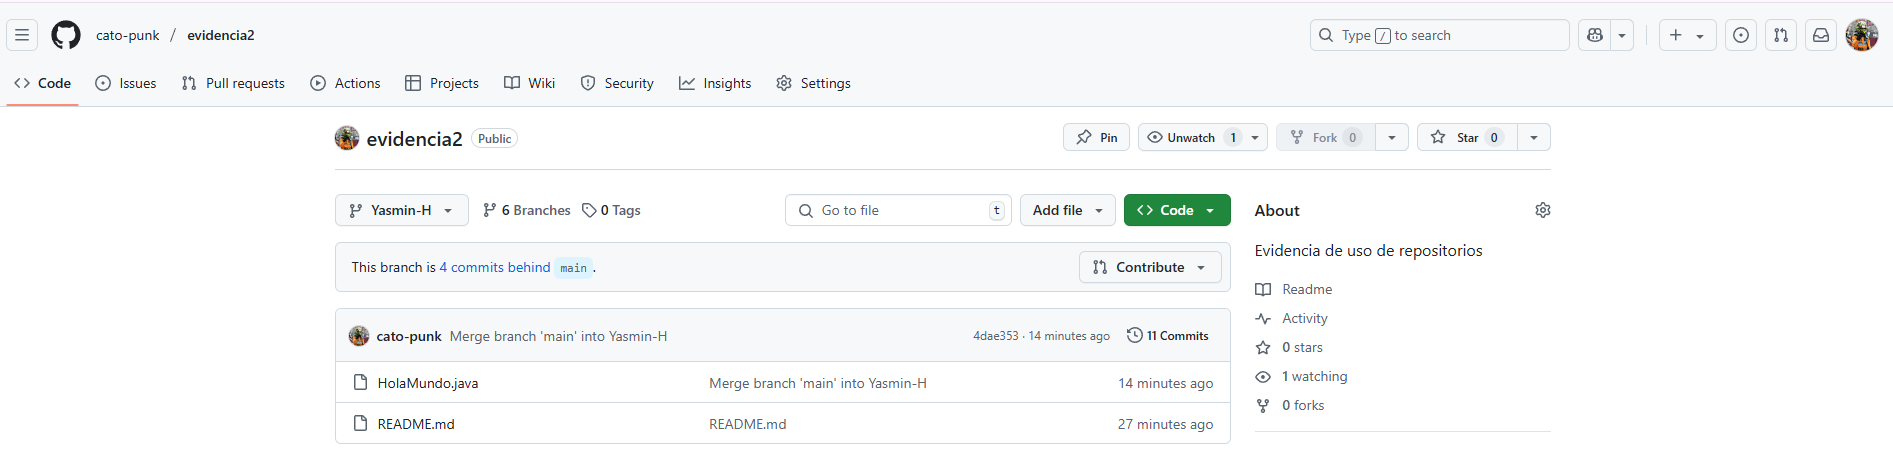 cato-punk / evidencia2
Type / to search
Code Issues Pull requests Actions Projects Wiki Security Insights Settings
evidencia2 Public
Pin Unwatch 1 Fork 0 Star 0
Yasmin-H 6 Branches 0 Tags Go to file t Add file Code
This branch is 4 commits behind main.
Contribute
cato-punk Merge branch 'main' into Yasmin-H 4dae353 · 14 minutes ago 11 Commits
HolaMundo.java Merge branch 'main' into Yasmin-H 14 minutes ago
README.md README.md 27 minutes ago
About
Evidencia de uso de repositorios
Readme
Activity
0 stars
1 watching
0 forks